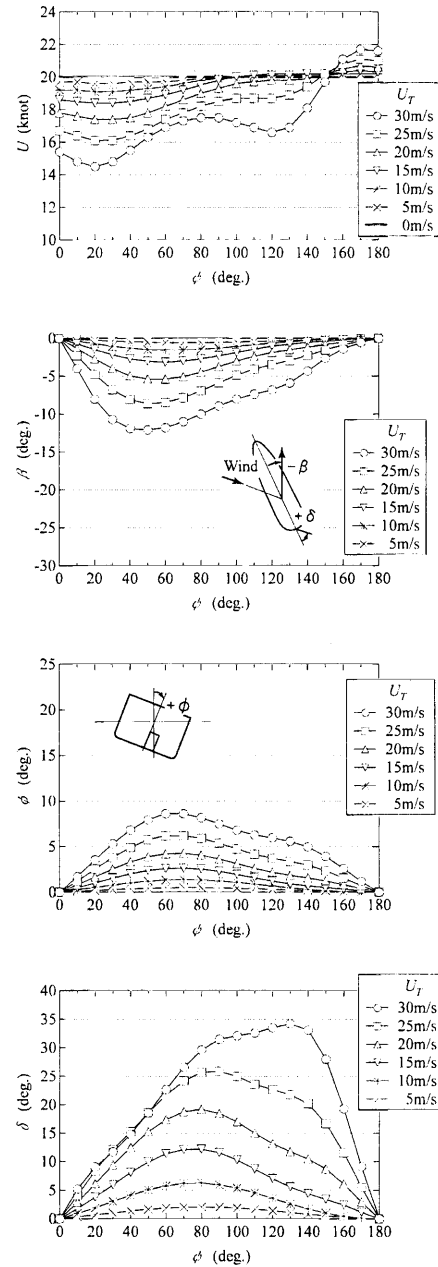 24
22
20
18
16
14
12
10
U (knot)
0 20 40 60 80 100 120 140 160 180
(deg.)
U_T
30m/s
25m/s
20m/s
15m/s
10m/s
5m/s
0m/s
0
-5
-10
-15
-20
-25
-30
β (deg.)
Wind
-β
+ δ
0 20 40 60 80 100 120 140 160 180
(deg.)
U_T
30m/s
25m/s
20m/s
15m/s
10m/s
5m/s
25
20
15
10
5
0
ϕ (deg.)
+ ϕ
0 20 40 60 80 100 120 140 160 180
(deg.)
U_T
30m/s
25m/s
20m/s
15m/s
10m/s
5m/s
40
35
30
25
20
15
10
5
0
δ (deg.)
0 20 40 60 80 100 120 140 160 180
(deg.)
U_T
30m/s
25m/s
20m/s
15m/s
10m/s
5m/s